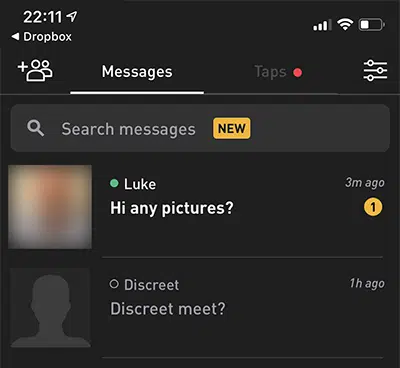 22:11
◀ Dropbox
Messages
Taps
Search messages NEW
Luke 3m ago
Hi any pictures? 1
Discreet 1h ago
Discreet meet?